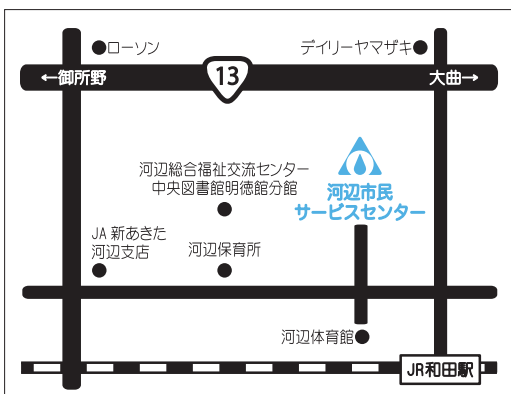 ローソン
デイリーヤマザキ
←御所野
13
大曲→
河辺総合福祉交流センター
中央図書館明徳館分館
河辺市民
サービスセンター
JA 新あきた
河辺支店
河辺保育所
河辺体育館
JR和田駅